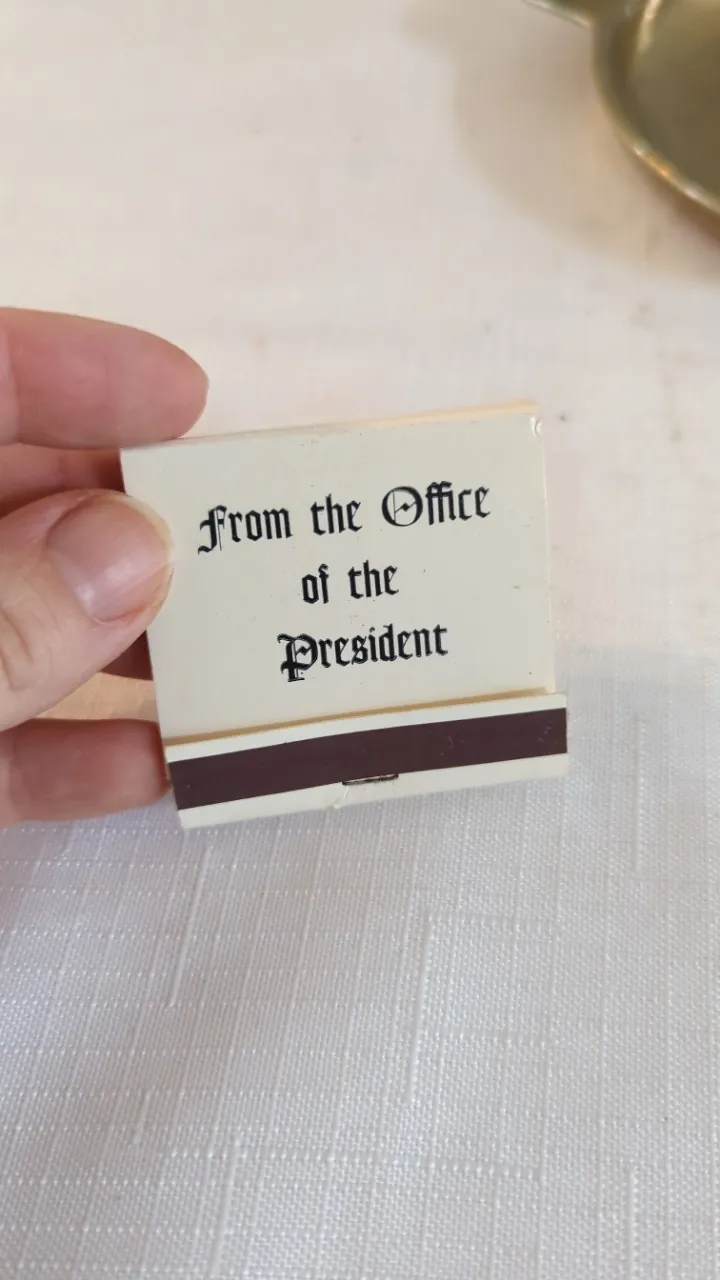 From the Office
of the
President